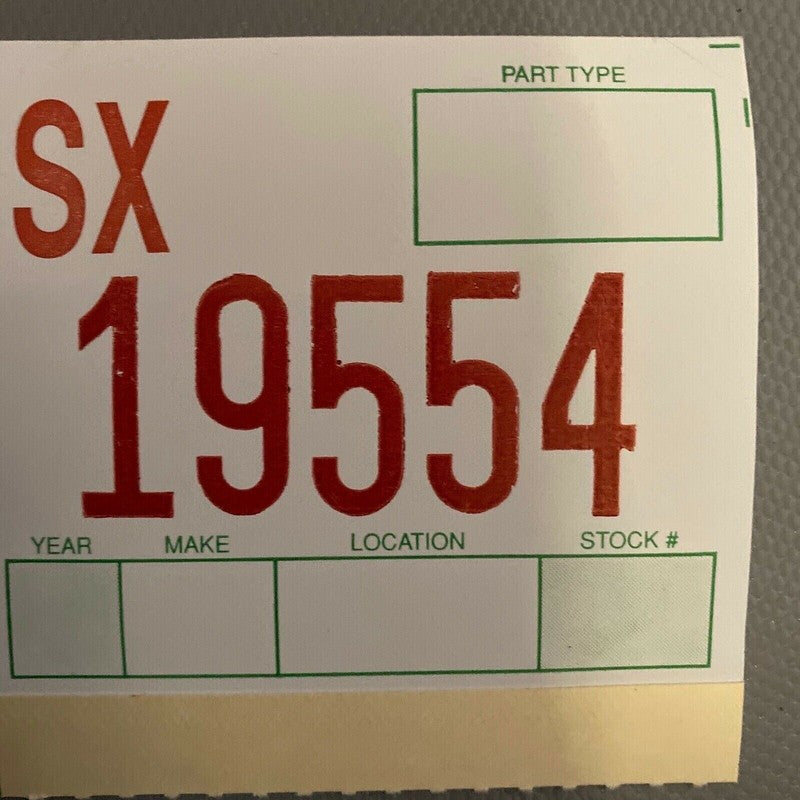 PART TYPE
SX
19554
YEAR MAKE LOCATION STOCK #